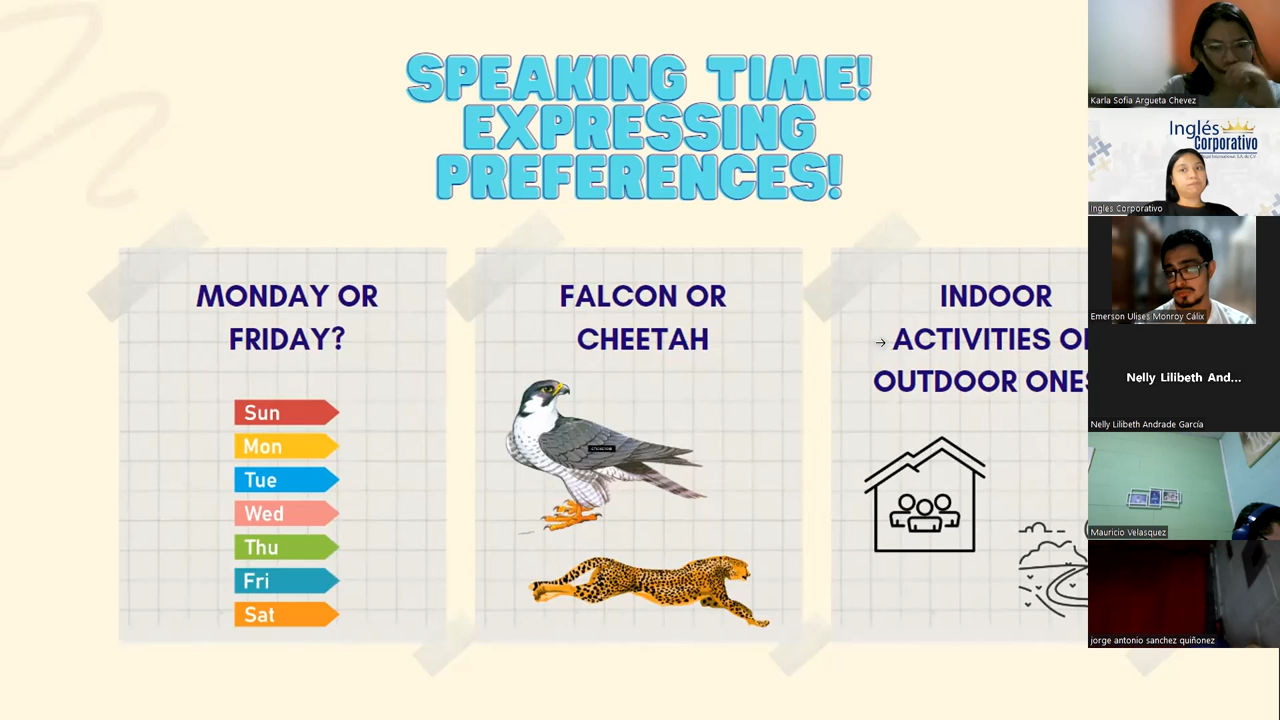 SPEAKING TIME!
EXPRESSING
PREFERENCES!
MONDAY OR
FRIDAY?
Sun
Mon
Tue
Wed
Thu
Fri
Sat
FALCON OR
CHEETAH
INDOOR
→ ACTIVITIES O
OUTDOOR ONES
Karla Sofia Argueta Chevez
Inglés
Corporativo
Ingles Corporativo
Emerson Ulises Monroy Cálix
Nelly Lilibeth And...
Nelly Lilibeth Andrade García
Mauricio Velasquez
jorge antonio sanchez quiñonez